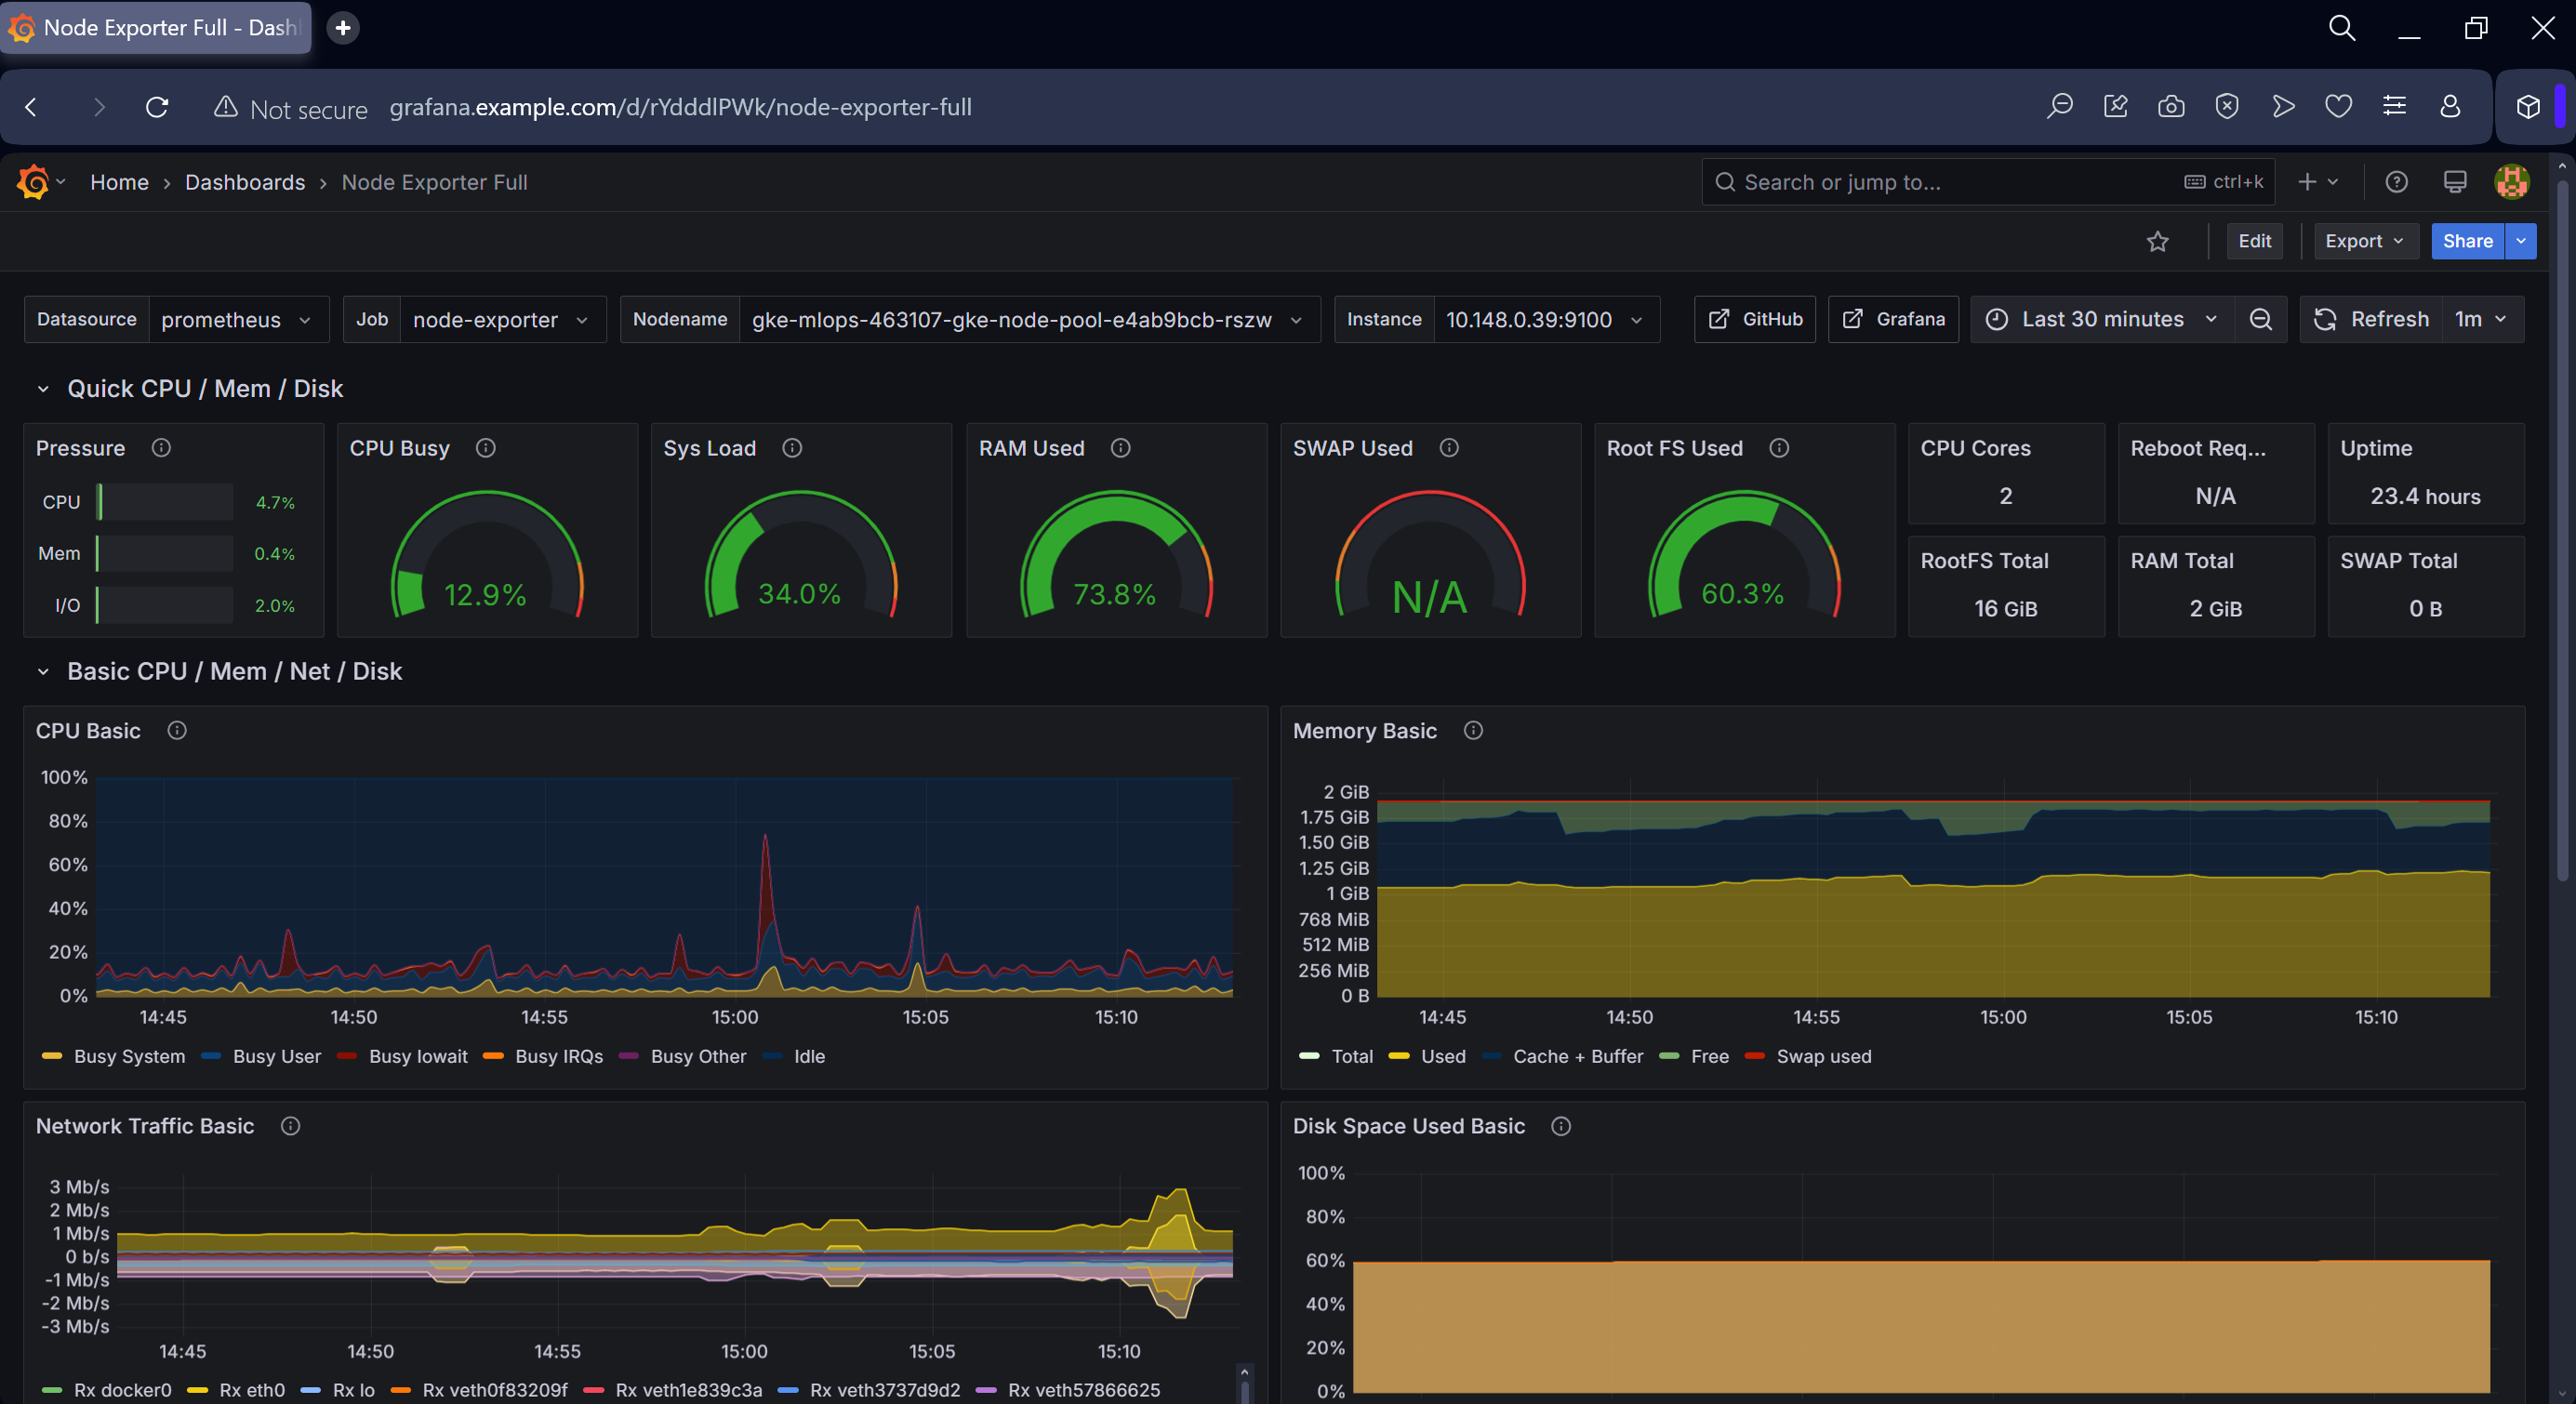 Node Exporter Full - Dash
Not secure grafana.example.com/d/rYdddlPWk/node-exporter-full
Home › Dashboards › Node Exporter Full
Search or jump to...
ctrl+k
Edit
Export
Share
Datasource prometheus
Job node-exporter
Nodename gke-mlops-463107-gke-node-pool-e4ab9bcb-rszw
Instance 10.148.0.39:9100
GitHub
Grafana
Last 30 minutes
Refresh 1m
Quick CPU / Mem / Disk
Pressure
CPU 4.7%
Mem 0.4%
I/O 2.0%
CPU Busy
12.9%
Sys Load
34.0%
RAM Used
73.8%
SWAP Used
N/A
Root FS Used
60.3%
CPU Cores
2
Reboot Req...
N/A
Uptime
23.4 hours
RootFS Total
16 GiB
RAM Total
2 GiB
SWAP Total
0 B
Basic CPU / Mem / Net / Disk
CPU Basic
100%
80%
60%
40%
20%
0%
14:45 14:50 14:55 15:00 15:05 15:10
Busy System Busy User Busy Iowait Busy IRQs Busy Other Idle
Memory Basic
2 GiB
1.75 GiB
1.50 GiB
1.25 GiB
1 GiB
768 MiB
512 MiB
256 MiB
0 B
14:45 14:50 14:55 15:00 15:05 15:10
Total Used Cache + Buffer Free Swap used
Network Traffic Basic
3 Mb/s
2 Mb/s
1 Mb/s
0 b/s
-1 Mb/s
-2 Mb/s
-3 Mb/s
14:45 14:50 14:55 15:00 15:05 15:10
Rx docker0 Rx eth0 Rx lo Rx veth0f83209f Rx veth1e839c3a Rx veth3737d9d2 Rx veth57866625
Disk Space Used Basic
100%
80%
60%
40%
20%
0%